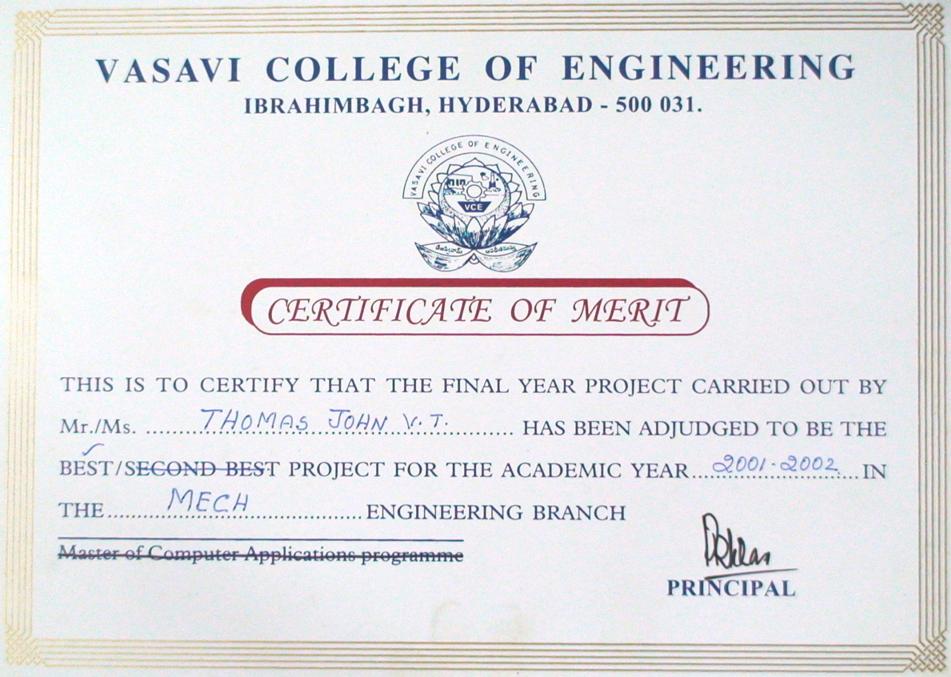 VASAVI COLLEGE OF ENGINEERING
IBRAHIMBAGH, HYDERABAD - 500 031.
VASAVI COLLEGE OF ENGINEERING
VCE
CERTIFICATE OF MERIT
THIS IS TO CERTIFY THAT THE FINAL YEAR PROJECT CARRIED OUT BY
Mr./Ms. THOMAS JOHN V.T. HAS BEEN ADJUDGED TO BE THE
BEST/SECOND BEST PROJECT FOR THE ACADEMIC YEAR 2001-2002 IN
THE MECH ENGINEERING BRANCH
Master of Computer Applications programme
PRINCIPAL